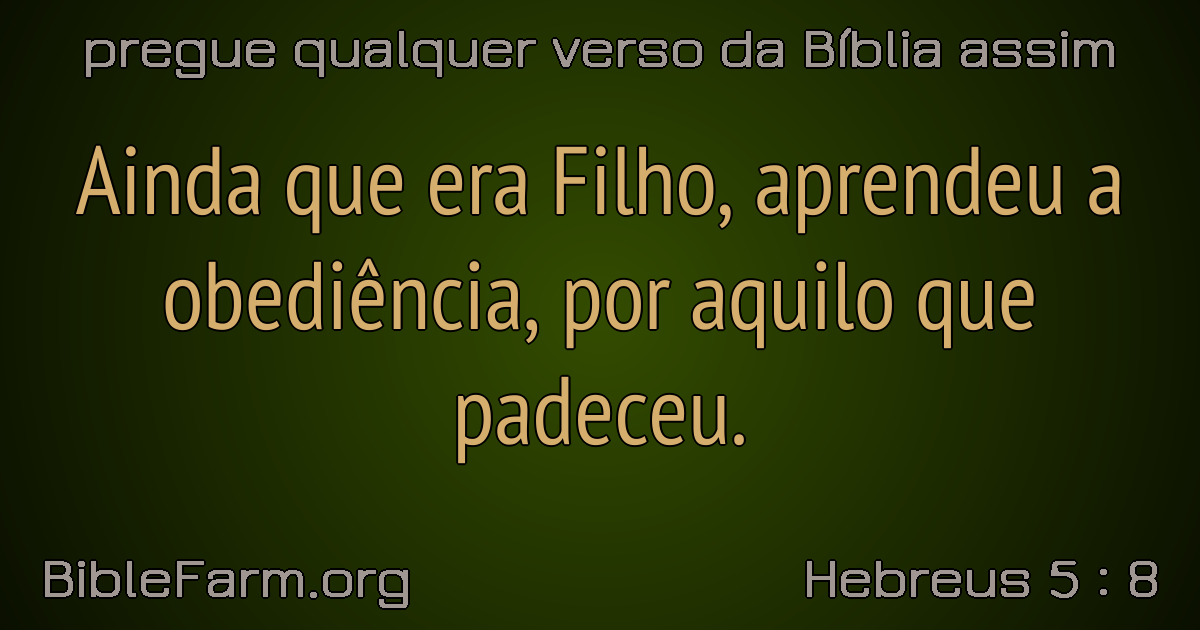 pregue qualquer verso da Bíblia assim
Ainda que era Filho, aprendeu a
obediência, por aquilo que
padeceu.
BibleFarm.org
Hebreus 5 : 8